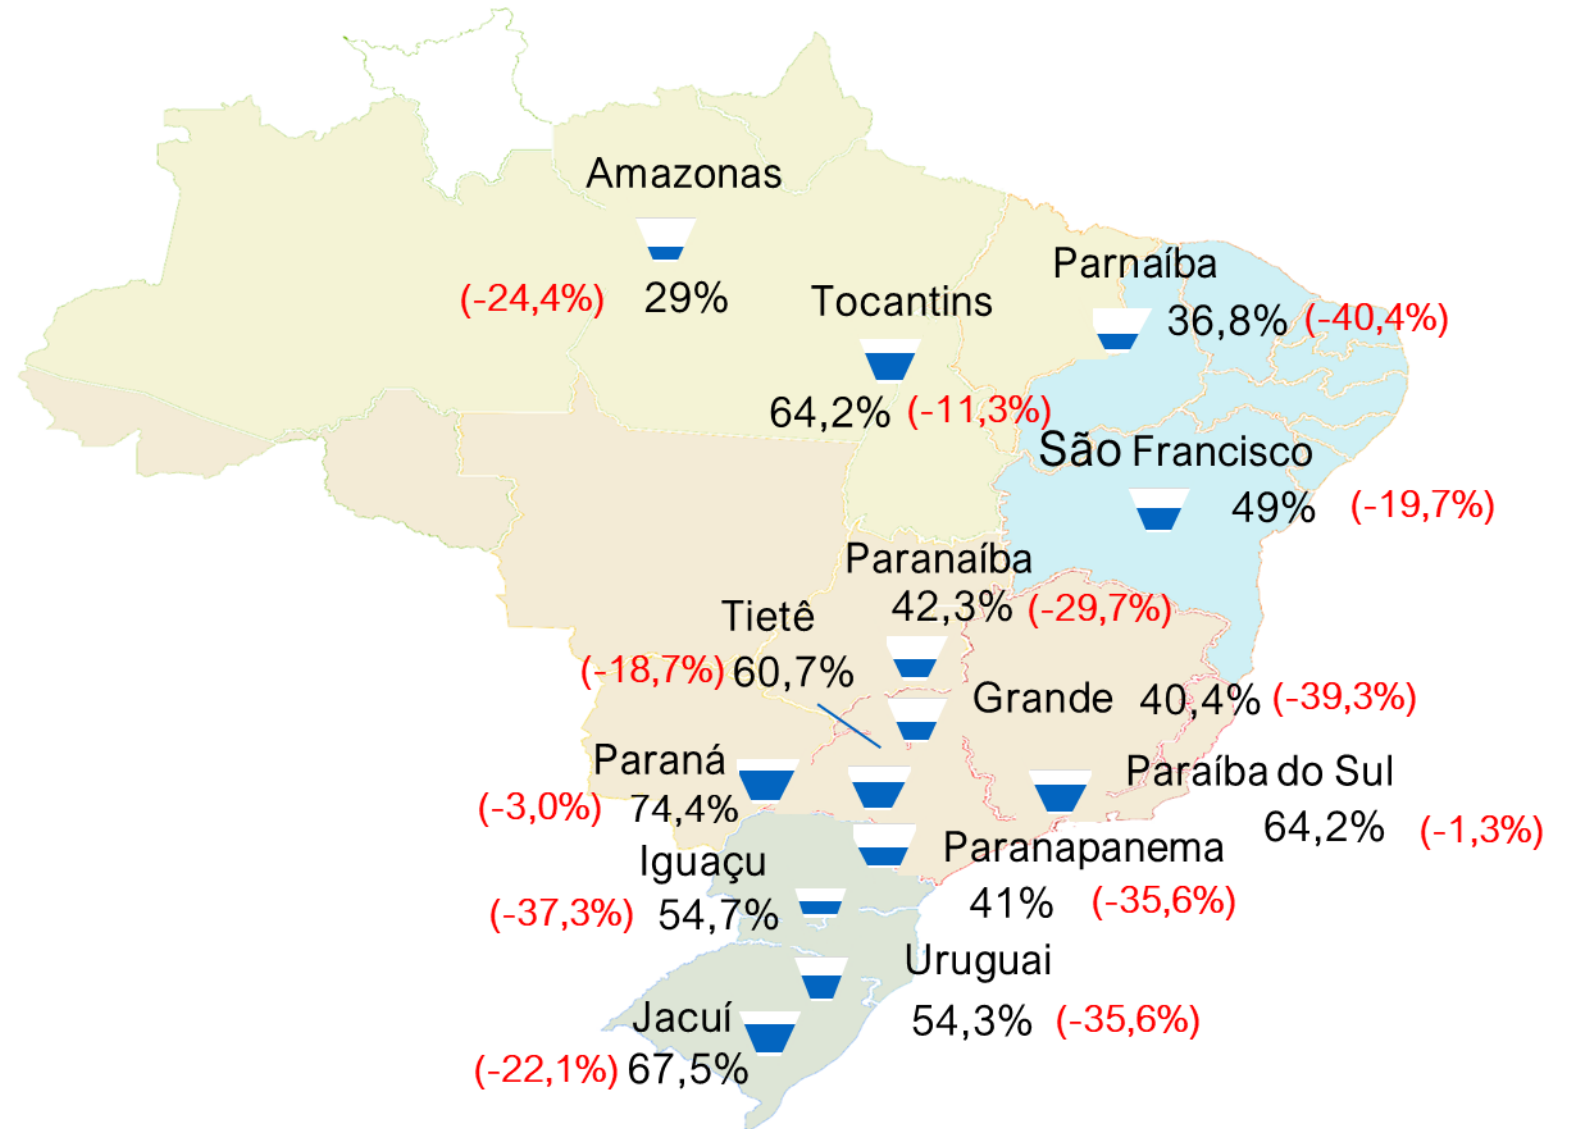 Amazonas
(-24,4%) 29%
Parnaíba
36,8% (-40,4%)
Tocantins
64,2% (-11,3%)
São Francisco
49% (-19,7%)
Paranaíba
42,3% (-29,7%)
Tietê
(-18,7%) 60,7%
Grande 40,4% (-39,3%)
Paraná
(-3,0%) 74,4%
Paraíba do Sul
64,2% (-1,3%)
Paranapanema
41% (-35,6%)
Iguaçu
(-37,3%) 54,7%
Uruguai
54,3% (-35,6%)
Jacuí
(-22,1%) 67,5%